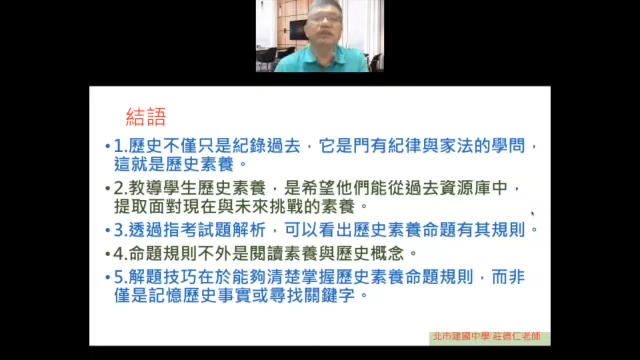 結語
•1.歷史不僅只是紀錄過去，它是門有紀律與家法的學問，
這就是歷史素養。
•2.教導學生歷史素養，是希望他們能從過去資源庫中，
提取面對現在與未來挑戰的素養。
•3.透過指考試題解析，可以看出歷史素養命題有其規則。
•4.命題規則不外是閱讀素養與歷史概念。
•5.解題技巧在於能夠清楚掌握歷史素養命題規則，而非
僅是記憶歷史事實或尋找關鍵字。
北市建國中學 莊德仁老師